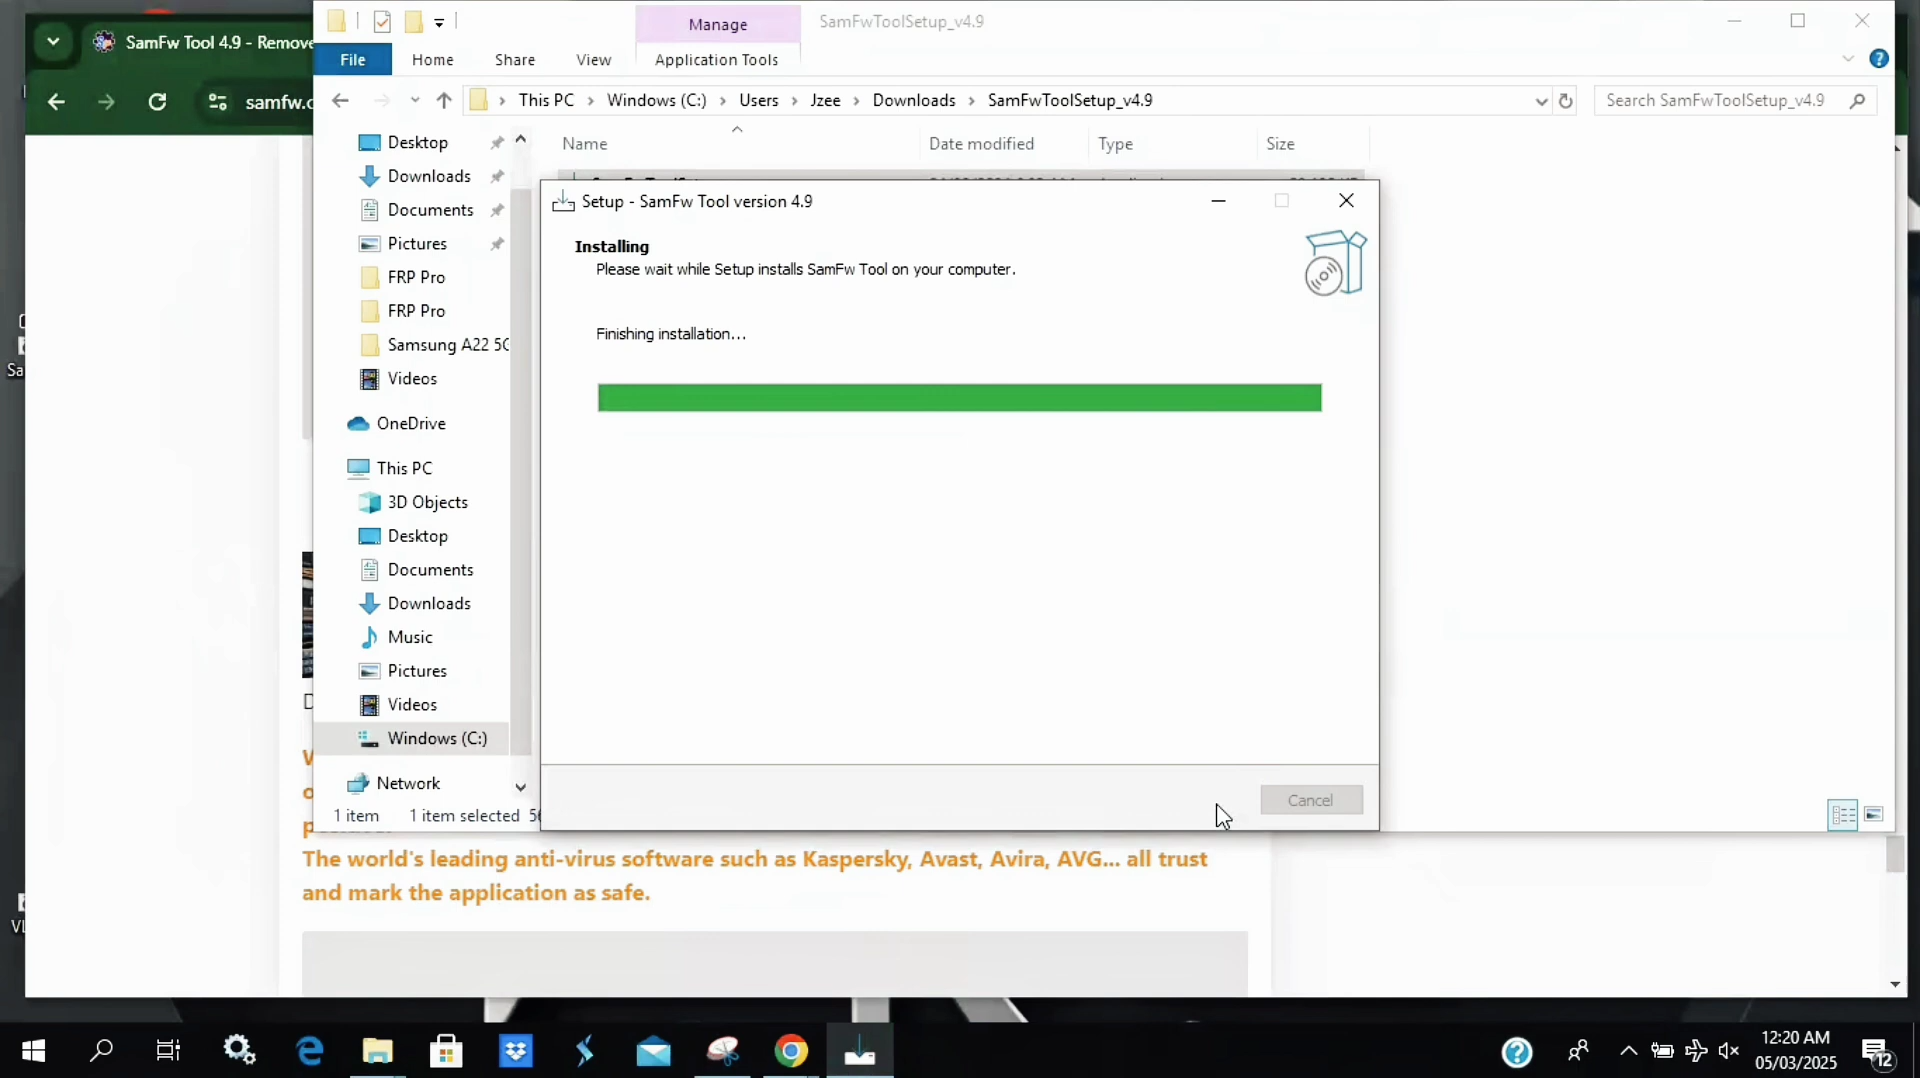 Manage
SamFwToolSetup_v4.9
SamFw Tool 4.9 - Remove
File
Home
Share
View
Application Tools
samfw.c
This PC > Windows (C:) > Users > Jzee > Downloads > SamFwToolSetup_v4.9
Search SamFwToolSetup_v4.9
Name
Date modified
Type
Size
Desktop
Downloads
Documents
Pictures
FRP Pro
FRP Pro
Samsung A22 5G
Videos
OneDrive
This PC
3D Objects
Desktop
Documents
Downloads
Music
Pictures
Videos
Windows (C:)
Network
1 item
1 item selected
Setup - SamFw Tool version 4.9
Installing
Please wait while Setup installs SamFw Tool on your computer.
Finishing installation...
Cancel
The world's leading anti-virus software such as Kaspersky, Avast, Avira, AVG... all trust
and mark the application as safe.
12:20 AM
05/03/2025
12